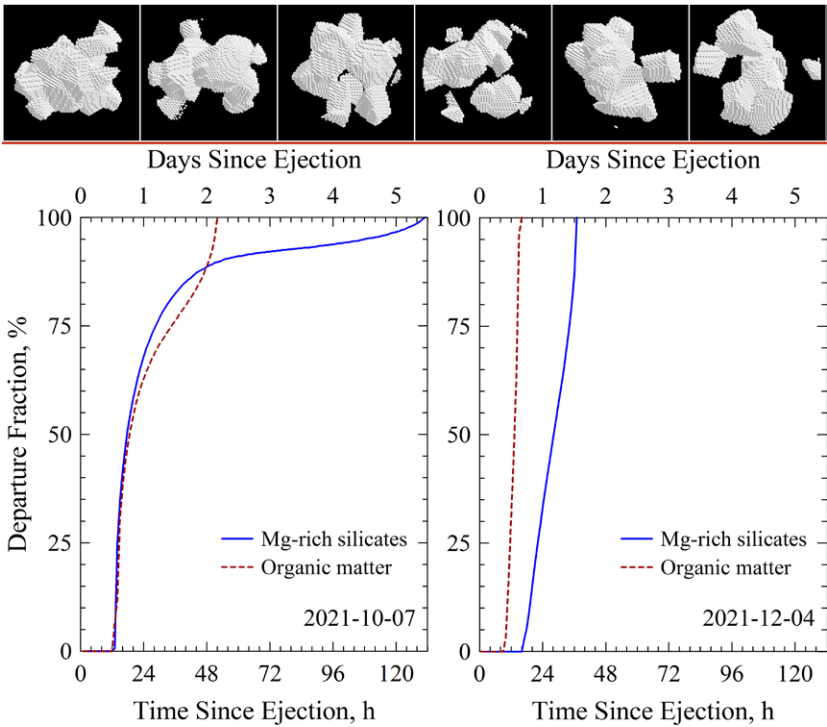 Days Since Ejection
Days Since Ejection
0 1 2 3 4 5
0 1 2 3 4 5
100
75
50
25
0
Departure Fraction, %
Mg-rich silicates
Organic matter
2021-10-07
0 24 48 72 96 120
Time Since Ejection, h
100
75
50
25
0
Mg-rich silicates
Organic matter
2021-12-04
0 24 48 72 96 120
Time Since Ejection, h